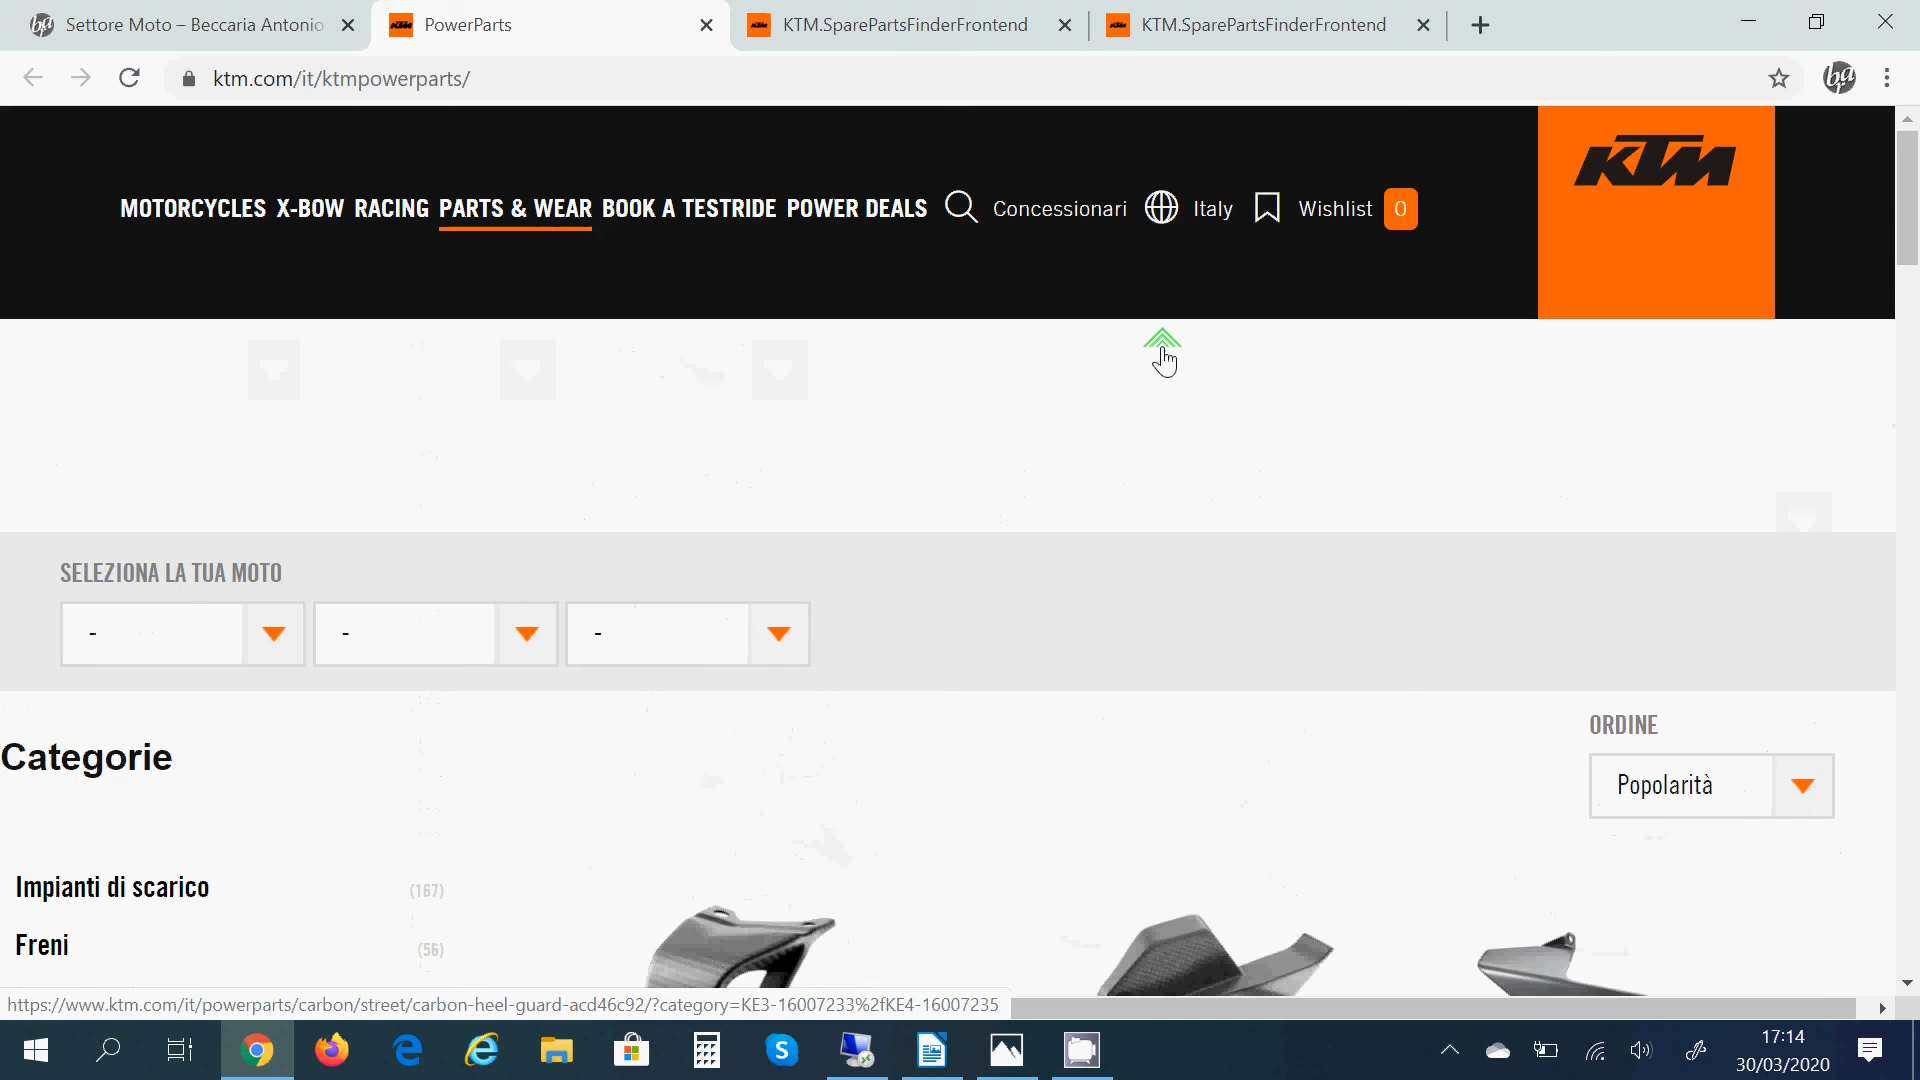 Settore Moto – Beccaria Antonio
PowerParts
KTM.SparePartsFinderFrontend
KTM.SparePartsFinderFrontend
ktm.com/it/ktmpowerparts/
KTM
MOTORCYCLES X-BOW RACING PARTS & WEAR BOOK A TESTRIDE POWER DEALS Concessionari Italy Wishlist 0
SELEZIONA LA TUA MOTO
- - -
ORDINE
Categorie
Popolarità
Impianti di scarico (167)
Freni (56)
https://www.ktm.com/it/powerparts/carbon/street/carbon-heel-guard-acd46c92/?category=KE3-16007233%2fKE4-16007235
17:14
30/03/2020